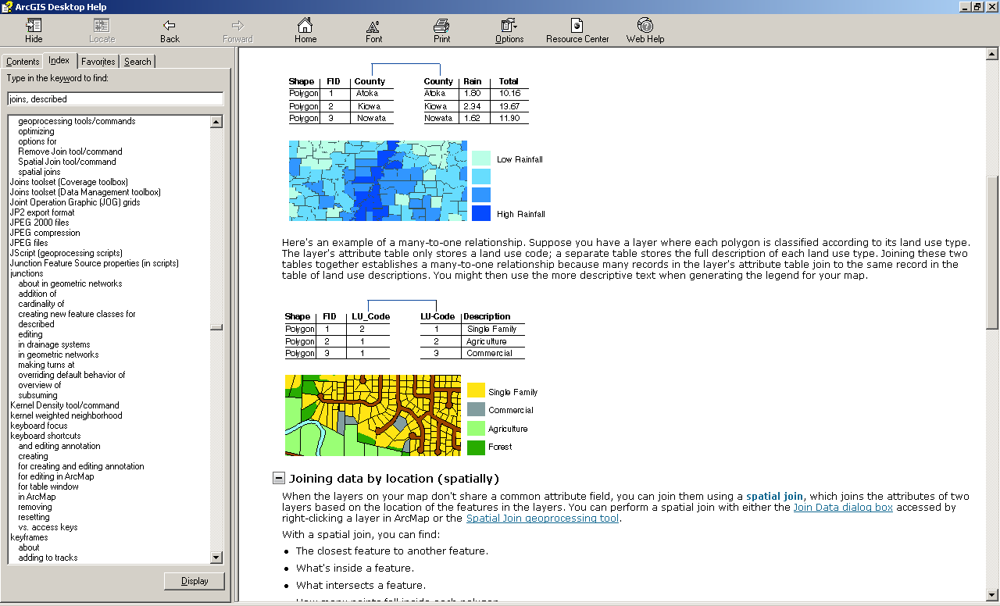 ArcGIS Desktop Help
Hide Locate Back Forward Home Font Print Options Resource Center Web Help
Contents Index Favorites Search
Type in the keyword to find:
joins, described
geoprocessing tools/commands
optimizing
options for
Remove Join tool/command
Spatial Join tool/command
spatial joins
Joins toolset (Coverage toolbox)
Joins toolset (Data Management toolbox)
Joint Operation Graphic (JOG) grids
JP2 export format
JPEG 2000 files
JPEG compression
JPEG files
JScript (geoprocessing scripts)
Junction Feature Source properties (in scripts)
junctions
about in geometric networks
addition of
cardinality of
creating new feature classes for
described
editing
in drainage systems
in geometric networks
making turns at
overriding default behavior of
overview of
subsuming
Kernel Density tool/command
kernel weighted neighborhood
keyboard focus
keyboard shortcuts
and editing annotation
creating
for creating and editing annotation
for editing in ArcMap
for table window
in ArcMap
removing
resetting
vs. access keys
keyframes
about
adding to tracks
Display
Shape FID County County Rain Total
Polygon 1 Atoka Atoka 1.80 10.16
Polygon 2 Kiowa Kiowa 2.34 13.67
Polygon 3 Nowata Nowata 1.62 11.90
Low Rainfall
High Rainfall
Here's an example of a many-to-one relationship. Suppose you have a layer where each polygon is classified according to its land use type.
The layer's attribute table only stores a land use code; a separate table stores the full description of each land use type. Joining these two
tables together establishes a many-to-one relationship because many records in the layer's attribute table join to the same record in the
table of land use descriptions. You might then use the more descriptive text when generating the legend for your map.
Shape FID LU_Code LU-Code Description
Polygon 1 2 1 Single Family
Polygon 2 1 2 Agriculture
Polygon 3 1 3 Commercial
Single Family
Commercial
Agriculture
Forest
Joining data by location (spatially)
When the layers on your map don't share a common attribute field, you can join them using a spatial join, which joins the attributes of two
layers based on the location of the features in the layers. You can perform a spatial join with either the Join Data dialog box accessed by
right-clicking a layer in ArcMap or the Spatial Join geoprocessing tool.
With a spatial join, you can find:
• The closest feature to another feature.
• What's inside a feature.
• What intersects a feature.
How many points fall inside each polygon